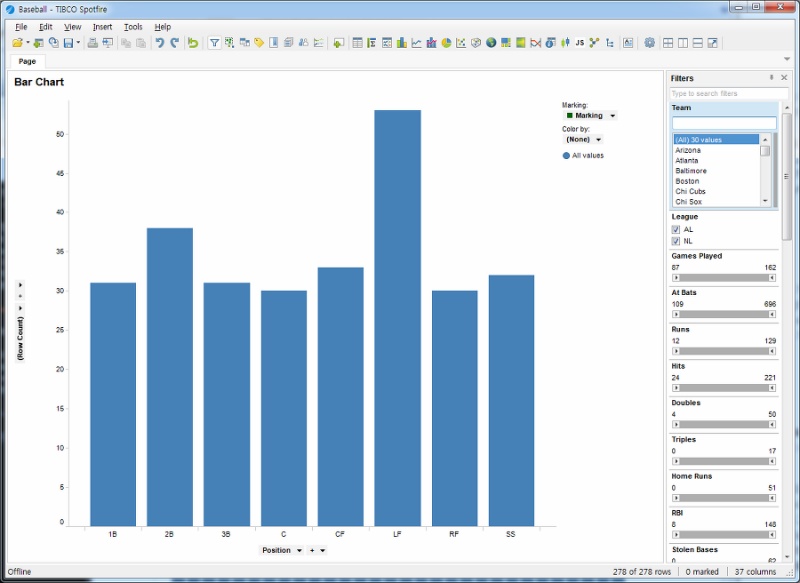 Baseball - TIBCO Spotfire
File Edit View Insert Tools Help
JS
Page
Bar Chart
Marking:
Marking
Color by:
(None)
All values
50
45
40
35
30
25
20
15
10
5
0
(Row Count)
1B 2B 3B C CF LF RF SS
Position
+
Filters
Type to search filters
Team
(All) 30 values
Arizona
Atlanta
Baltimore
Boston
Chi Cubs
Chi Sox
League
AL
NL
Games Played
87 162
At Bats
109 696
Runs
12 129
Hits
24 221
Doubles
4 50
Triples
0 17
Home Runs
0 51
RBI
8 148
Stolen Bases
0 62
Offline
278 of 278 rows 0 marked 37 columns